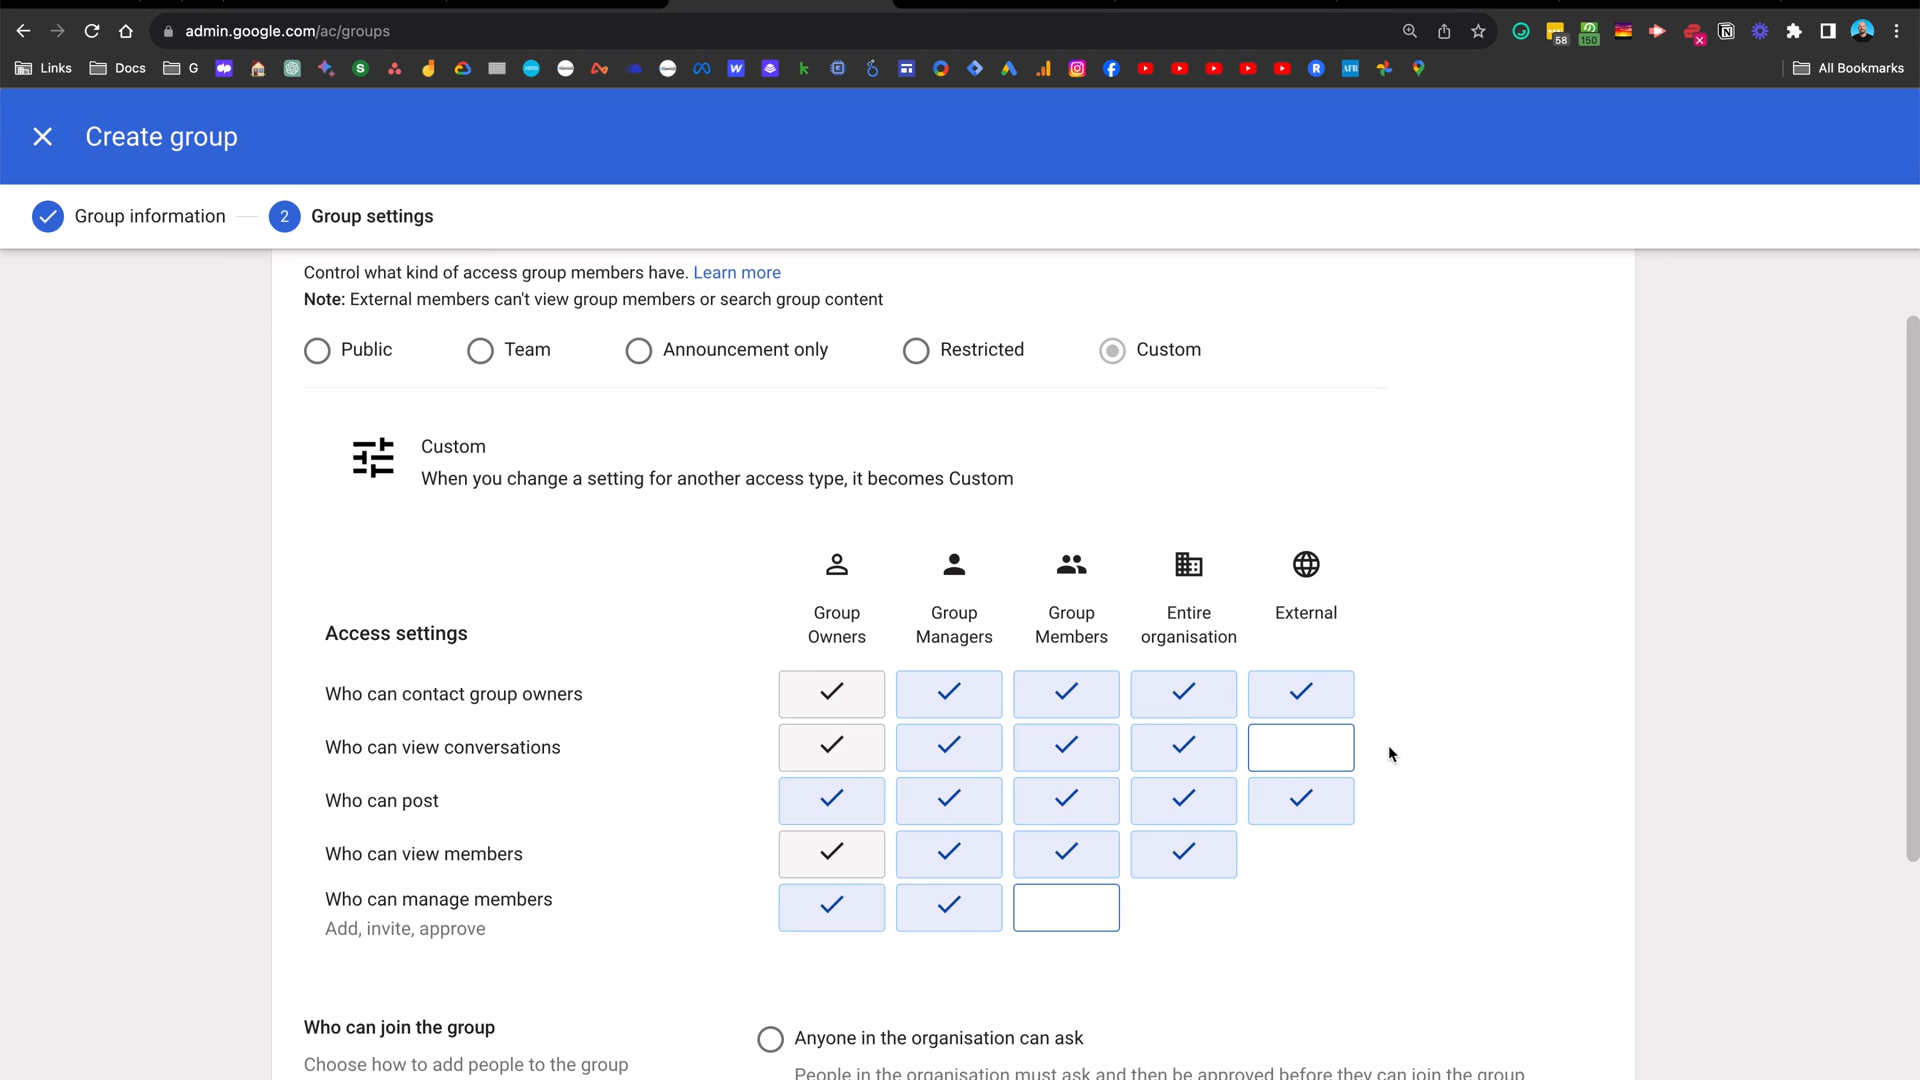 admin.google.com/ac/groups
58
150
Links
Docs
G
All Bookmarks
Create group
Group information
2
Group settings
Control what kind of access group members have. Learn more
Note: External members can't view group members or search group content
Public
Team
Announcement only
Restricted
Custom
Custom
When you change a setting for another access type, it becomes Custom
Group
Owners
Group
Managers
Group
Members
Entire
organisation
External
Access settings
Who can contact group owners
Who can view conversations
Who can post
Who can view members
Who can manage members
Add, invite, approve
Who can join the group
Choose how to add people to the group
Anyone in the organisation can ask
People in the organisation must ask and then be approved before they can join the group